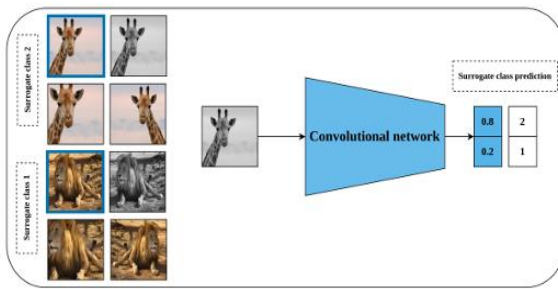 Surrogate class 2
Surrogate class 1
Convolutional network
Surrogate class prediction
0.8 2
0.2 1